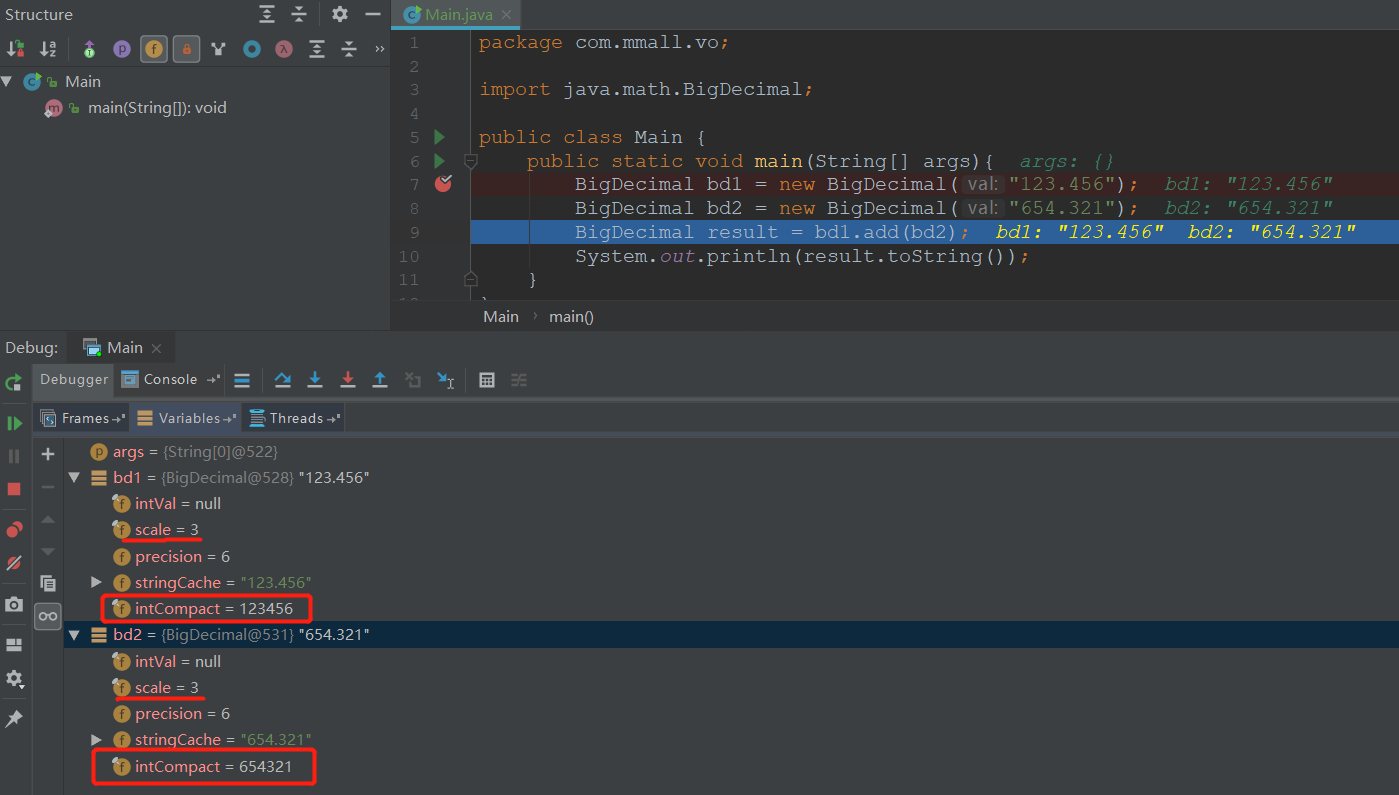 Structure
Main
main(String[]): void
Main.java
1 package com.mmall.vo;
2
3 import java.math.BigDecimal;
4
5 public class Main {
6 public static void main(String[] args){ args: {}
7 BigDecimal bd1 = new BigDecimal( val: "123.456"); bd1: "123.456"
8 BigDecimal bd2 = new BigDecimal( val: "654.321"); bd2: "654.321"
9 BigDecimal result = bd1.add(bd2); bd1: "123.456" bd2: "654.321"
10 System.out.println(result.toString());
11 }
Main › main()
Debug: Main
Debugger Console
Frames Variables Threads
args = {String[0]@522}
bd1 = {BigDecimal@528} "123.456"
intVal = null
scale = 3
precision = 6
stringCache = "123.456"
intCompact = 123456
bd2 = {BigDecimal@531} "654.321"
intVal = null
scale = 3
precision = 6
stringCache = "654.321"
intCompact = 654321